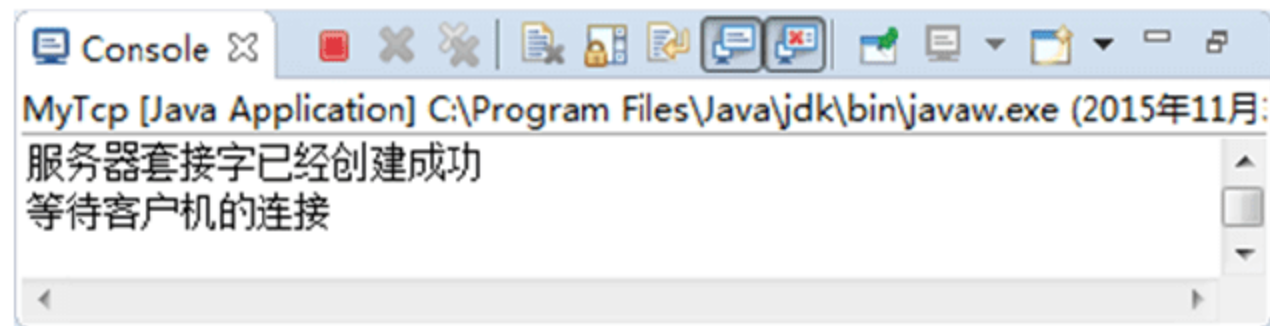 Console
MyTcp [Java Application] C:\Program Files\Java\jdk\bin\javaw.exe (2015年11月
服务器套接字已经创建成功
等待客户机的连接